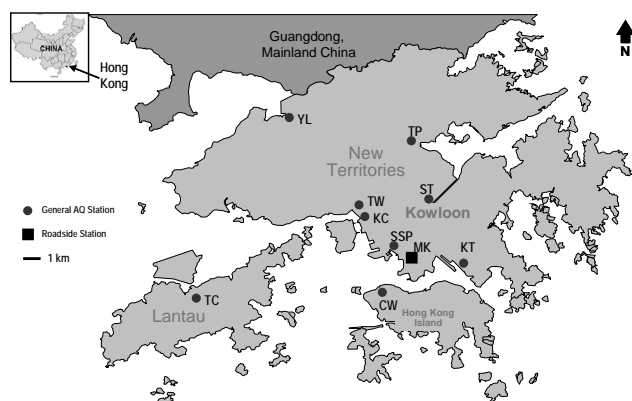 Guangdong,
Mainland China
CHINA
Hong
Kong
N
YL
TP
New
Territories
ST
TW
KC
Kowloon
General AQ Station
Roadside Station
1 km
SSP
MK
KT
TC
Lantau
CW
Hong Kong
Island